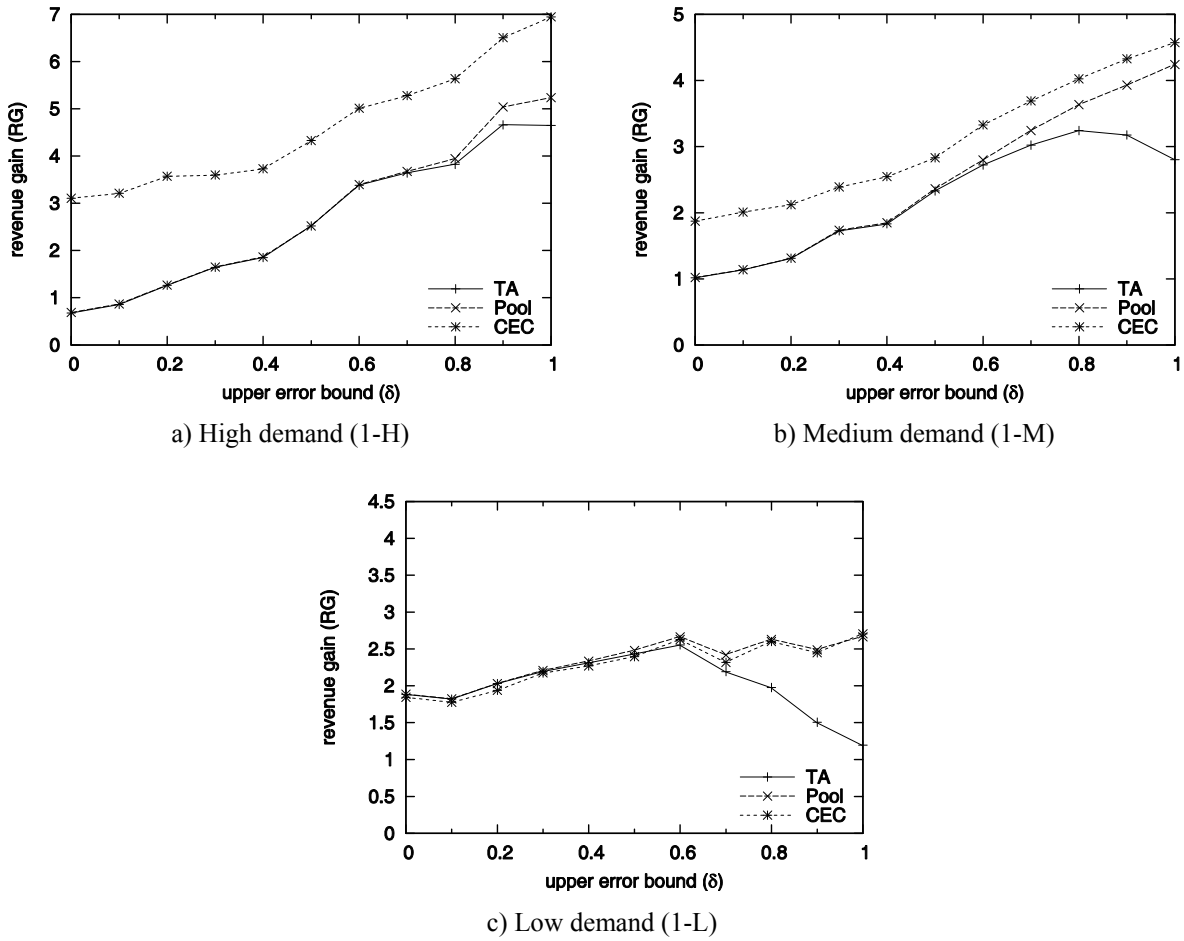 7
6
5
4
3
2
1
0
revenue gain (RG)
TA
Pool
CEC
0 0.2 0.4 0.6 0.8 1
upper error bound (δ)
a) High demand (1-H)
5
4
3
2
1
0
revenue gain (RG)
TA
Pool
CEC
0 0.2 0.4 0.6 0.8 1
upper error bound (δ)
b) Medium demand (1-M)
4.5
4
3.5
3
2.5
2
1.5
1
0.5
0
revenue gain (RG)
TA
Pool
CEC
0 0.2 0.4 0.6 0.8 1
upper error bound (δ)
c) Low demand (1-L)